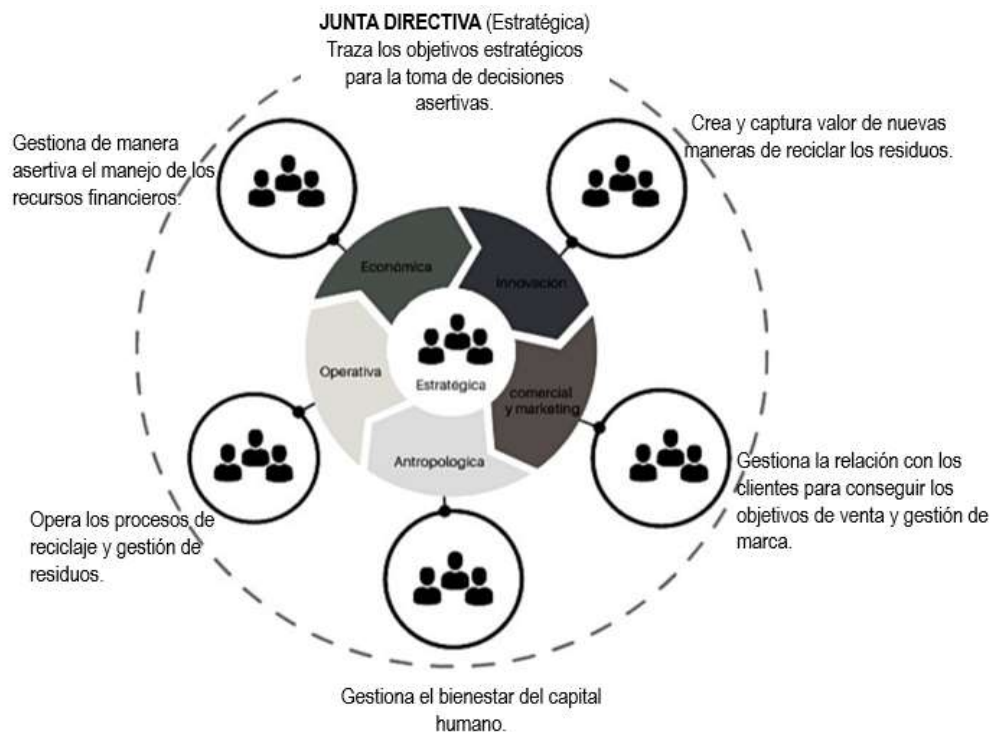 JUNTA DIRECTIVA (Estratégica)
Traza los objetivos estratégicos
para la toma de decisiones
asertivas.
Gestiona de manera
asertiva el manejo de los
recursos financieros.
Crea y captura valor de nuevas
maneras de reciclar los residuos.
Económica
Innovación
Operativa
Estratégica
comercial
y marketing
Antropologica
Opera los procesos de
reciclaje y gestión de
residuos.
Gestiona la relación con los
clientes para conseguir los
objetivos de venta y gestión de
marca.
Gestiona el bienestar del capital
humano.